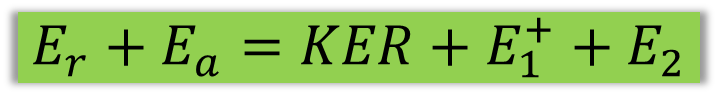 $E_r + E_a = KER + E_1^+ + E_2$